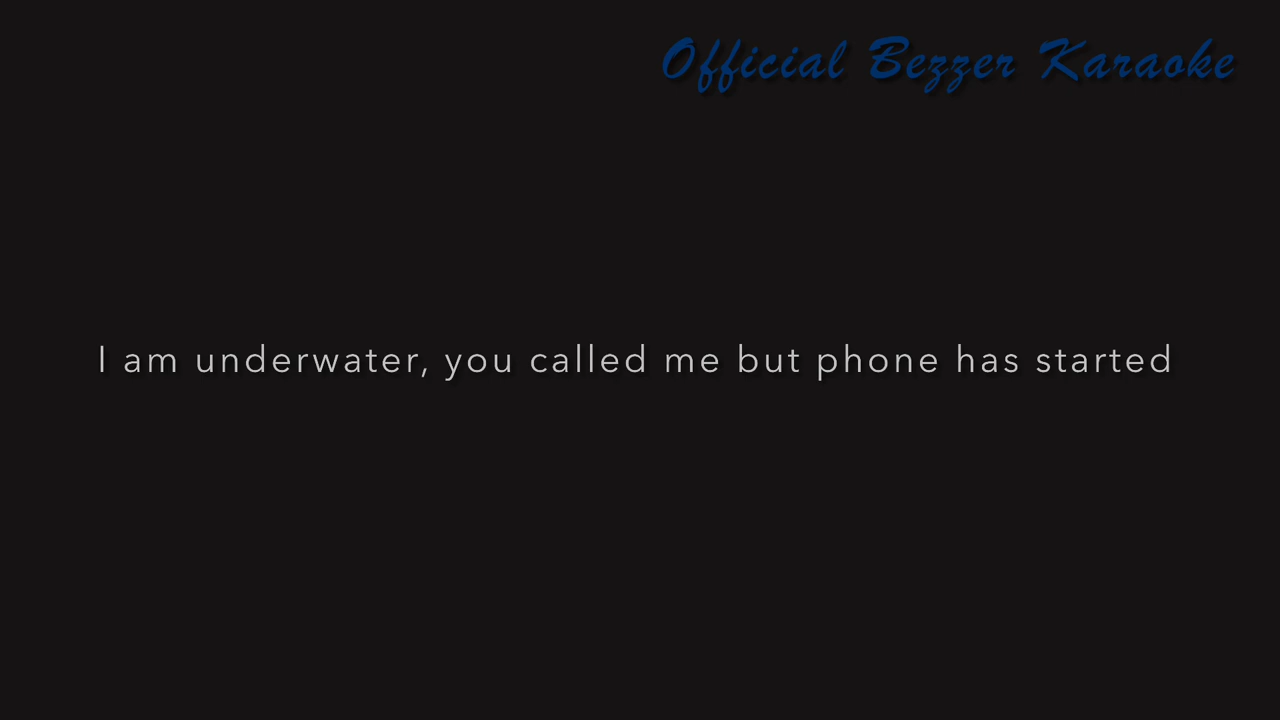 Official Bezzer Karaoke
I am underwater, you called me but phone has started